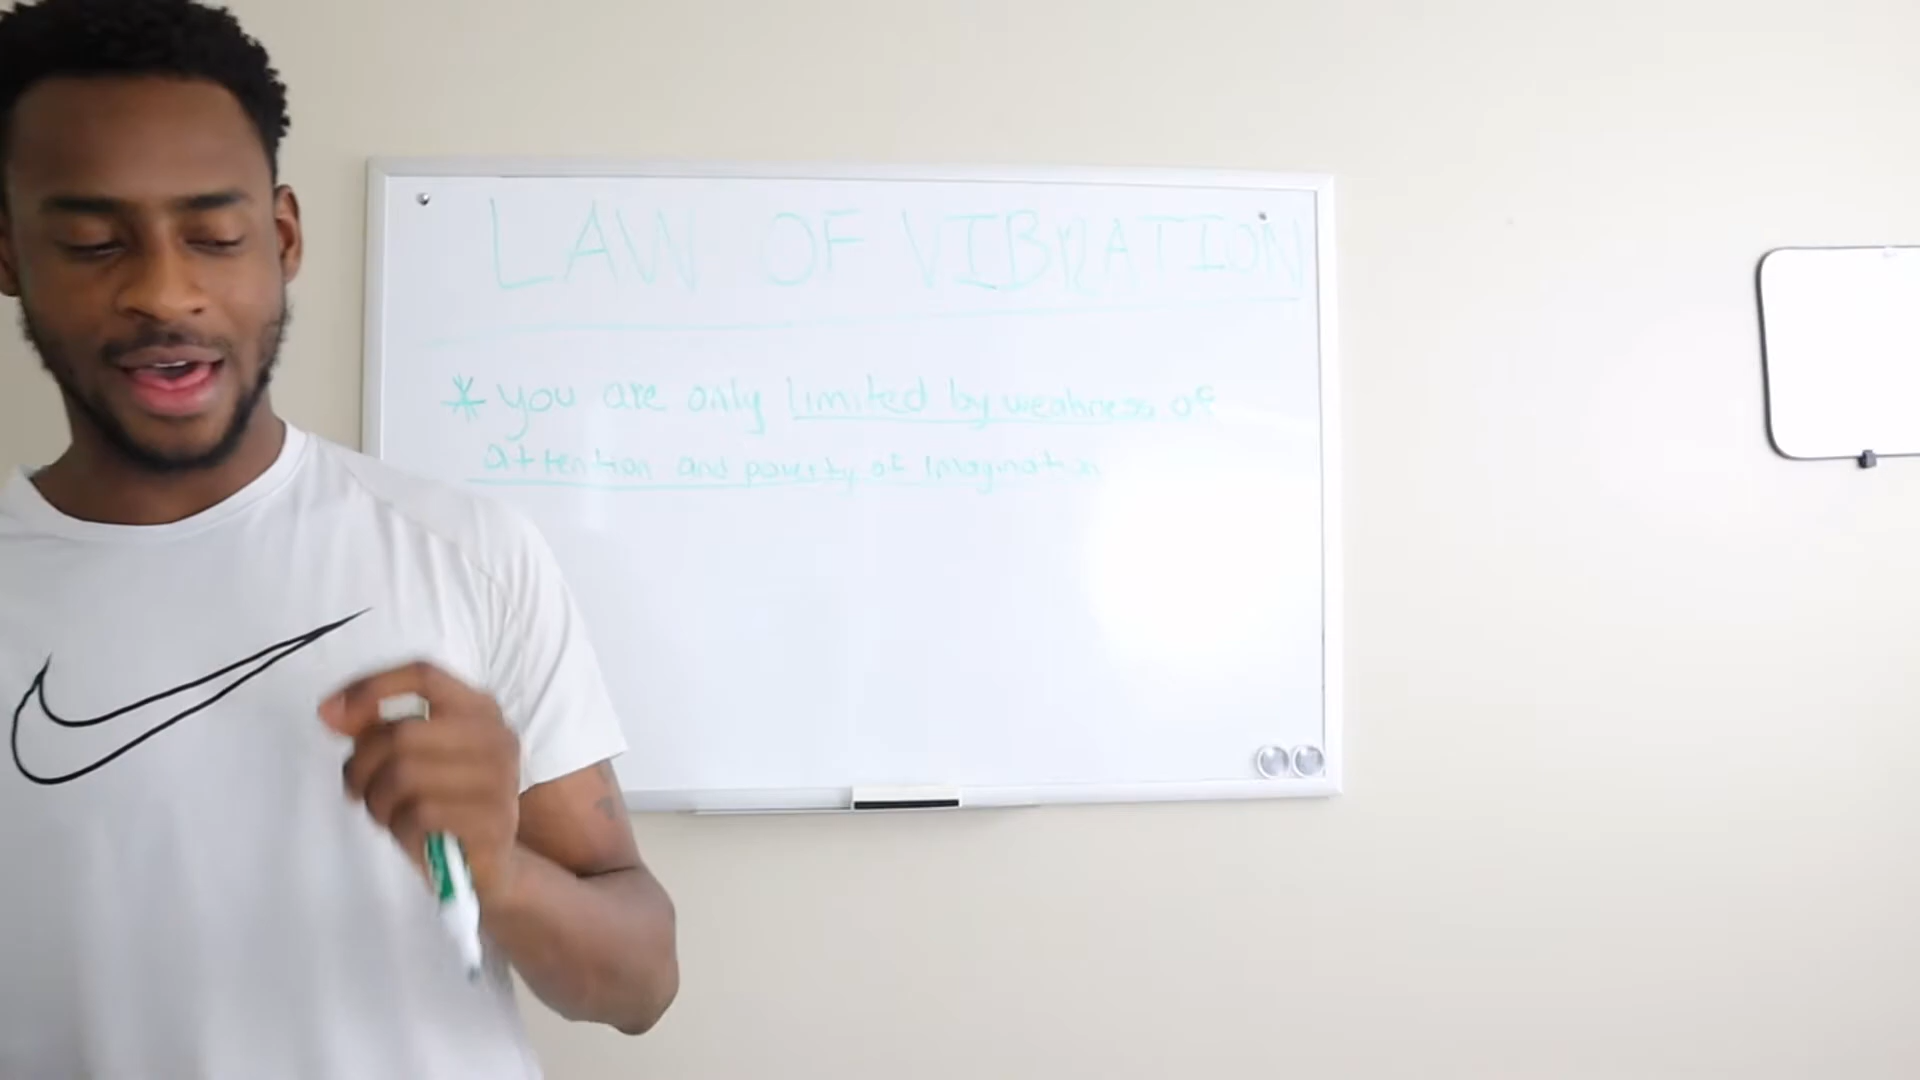 LAW OF VIBRATION
* you are only limited by weakness of
attention and poverty of imagination